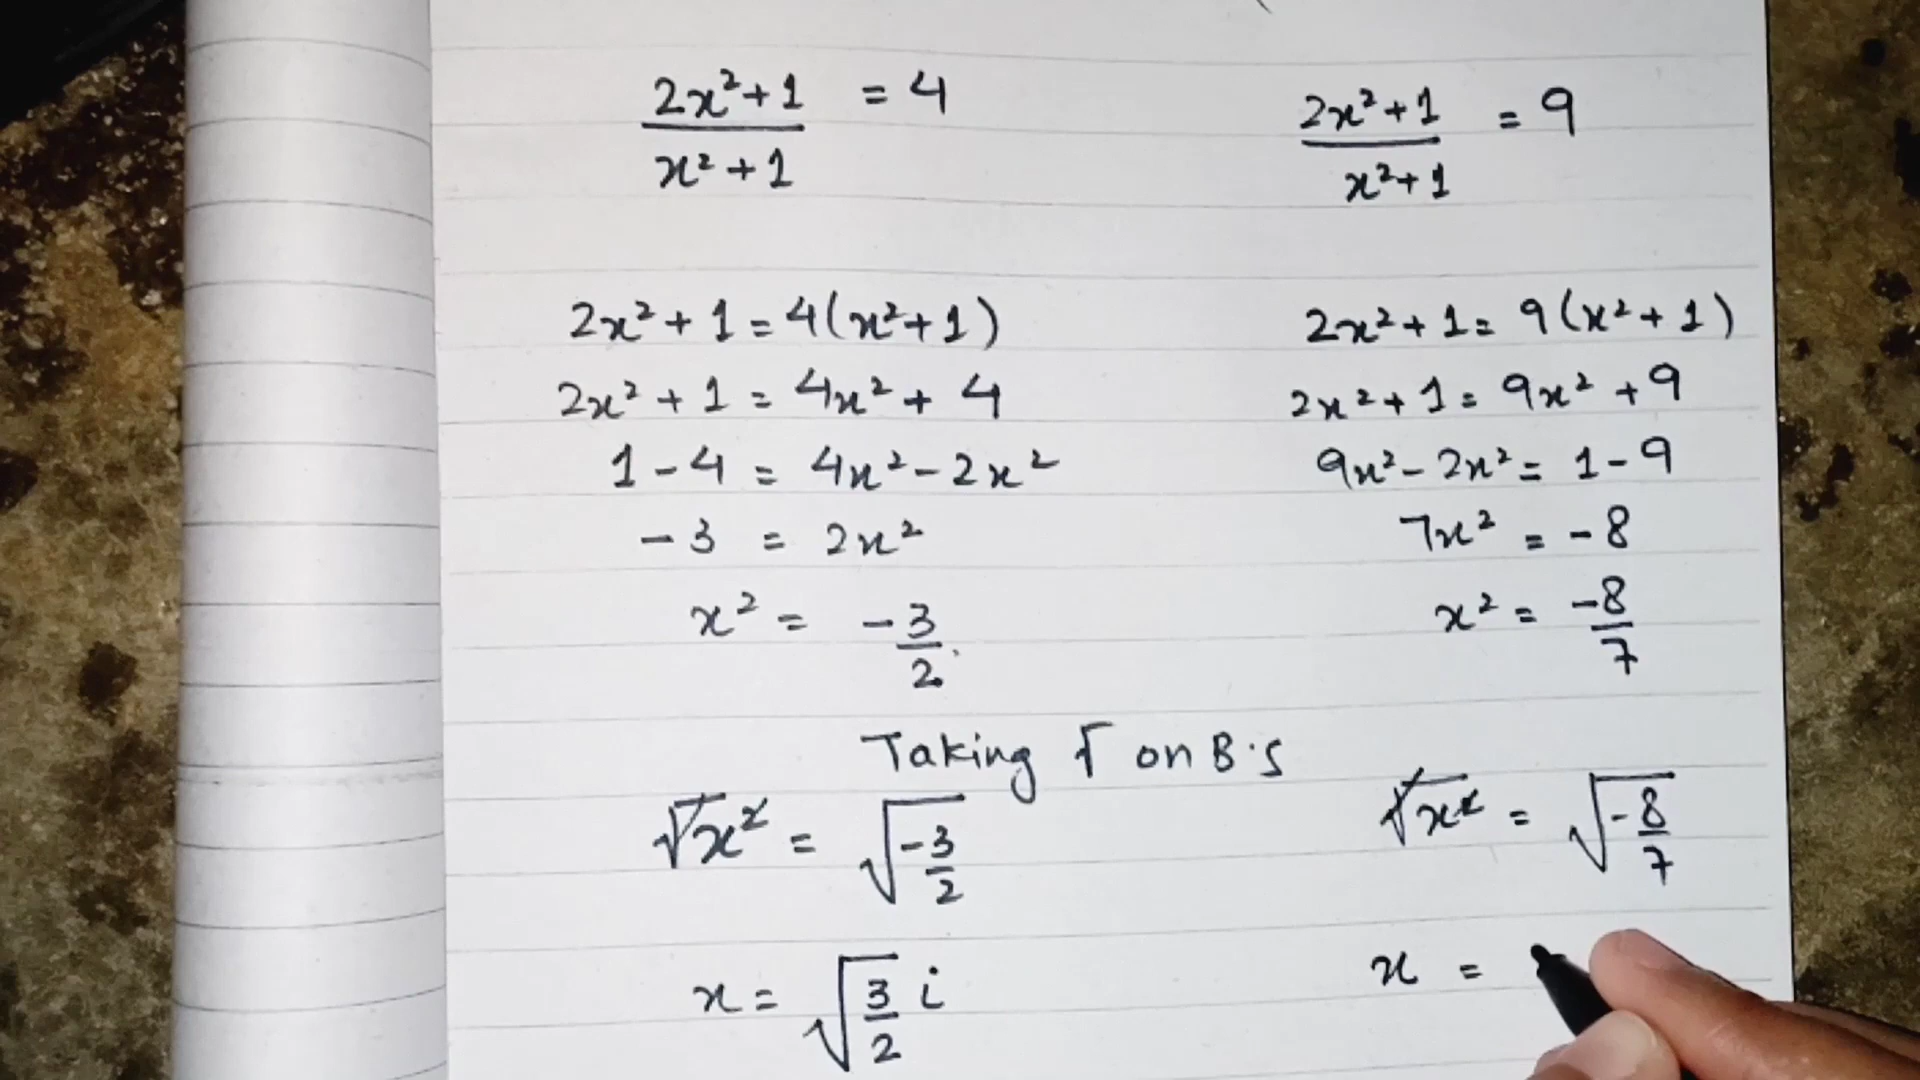 2x²+1 = 4
x²+1
2x²+1 = 9
x²+1
2x²+1=4(x²+1)
2x²+1=4x²+4
1-4=4x²-2x²
-3=2x²
x²=-3/2
2x²+1=9(x²+1)
2x²+1=9x²+9
9x²-2x²=1-9
7x²=-8
x²=-8/7
Taking √ on B.S
√x²=√-3/2
x=√3/2 i
√x²=√-8/7
x=